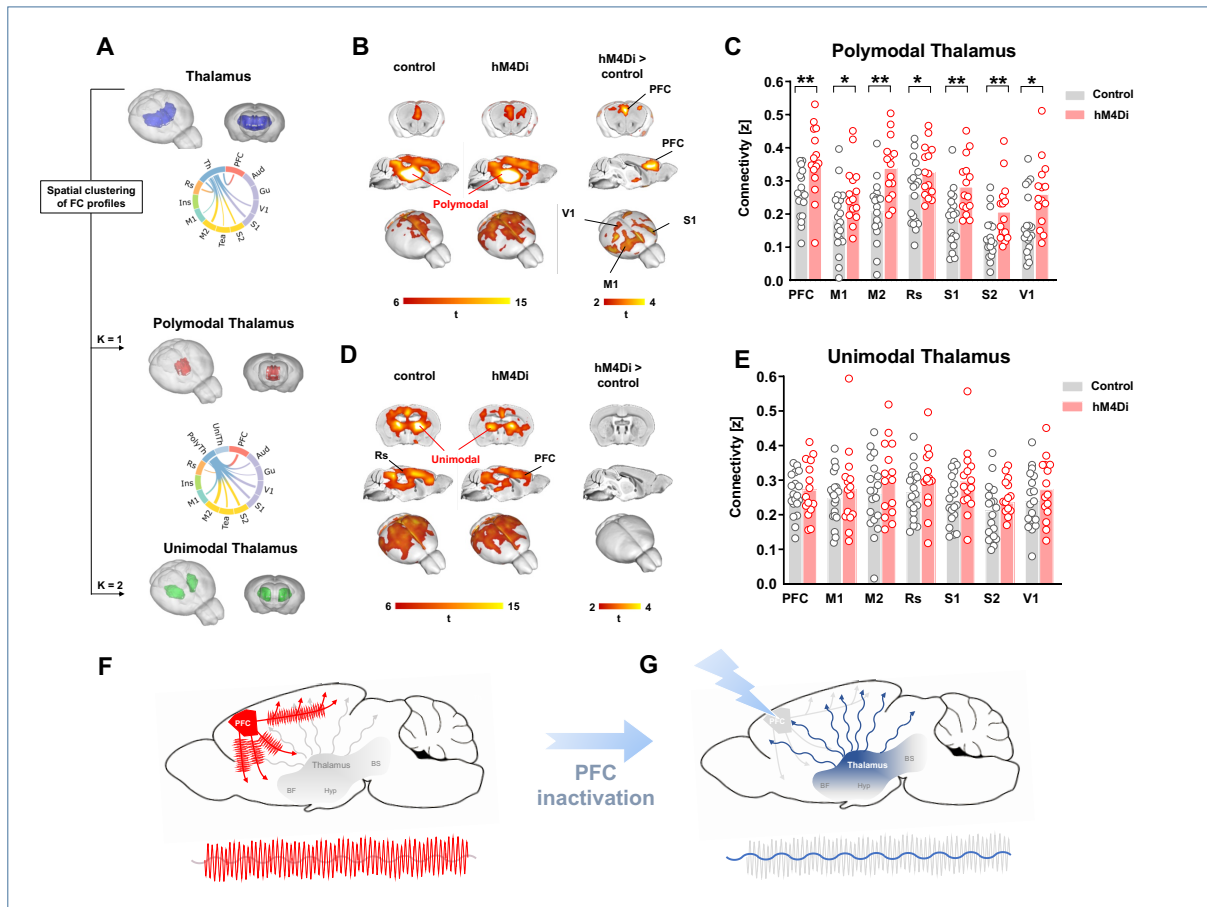 A
Thalamus
Th
PFC
Aud
Gu
V1
S1
S2
Tea
M2
M1
Ins
Rs
Spatial clustering
of FC profiles
K = 1
Polymodal Thalamus
PolyTh
UniTh
PFC
Aud
Gu
V1
S1
S2
Tea
M2
M1
Ins
Rs
Unimodal Thalamus
K = 2
B
control
hM4Di
hM4Di >
control
PFC
PFC
Polymodal
V1
S1
M1
6
15
t
2
4
t
C
Polymodal Thalamus
** * ** * ** ** *
Control
hM4Di
Connectivty [z]
0.6
0.5
0.4
0.3
0.2
0.1
0.0
PFC M1 M2 Rs S1 S2 V1
D
control
hM4Di
hM4Di >
control
Unimodal
Rs
PFC
6
15
t
2
4
t
E
Unimodal Thalamus
Control
hM4Di
Connectivty [z]
0.6
0.5
0.4
0.3
0.2
0.1
0.0
PFC M1 M2 Rs S1 S2 V1
F
PFC
Thalamus
BS
BF
Hyp
PFC
inactivation
G
PFC
Thalamus
BS
BF
Hyp